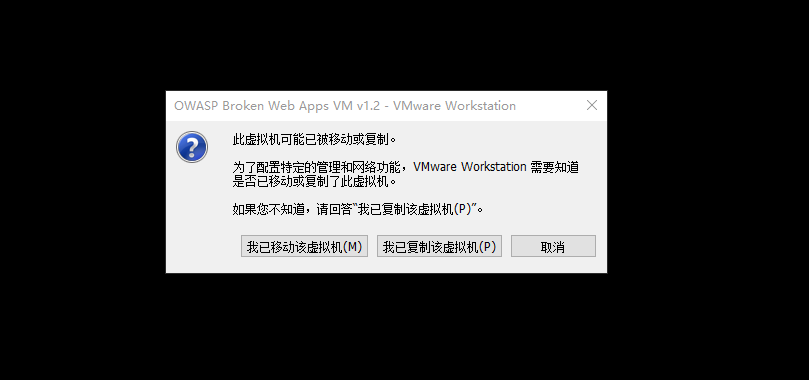 OWASP Broken Web Apps VM v1.2 - VMware Workstation
此虚拟机可能已被移动或复制。
为了配置特定的管理和网络功能，VMware Workstation 需要知道
是否已移动或复制了此虚拟机。
如果您不知道，请回答“我已复制该虚拟机(P)”。
我已移动该虚拟机(M) 我已复制该虚拟机(P) 取消